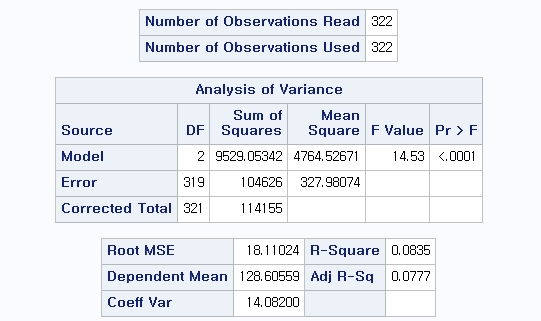 Number of Observations Read 322
Number of Observations Used 322
Analysis of Variance
Source DF Sum of Squares Mean Square F Value Pr > F
Model 2 9529.05342 4764.52671 14.53 <.0001
Error 319 104626 327.98074
Corrected Total 321 114155
Root MSE 18.11024 R-Square 0.0835
Dependent Mean 128.60559 Adj R-Sq 0.0777
Coeff Var 14.08200